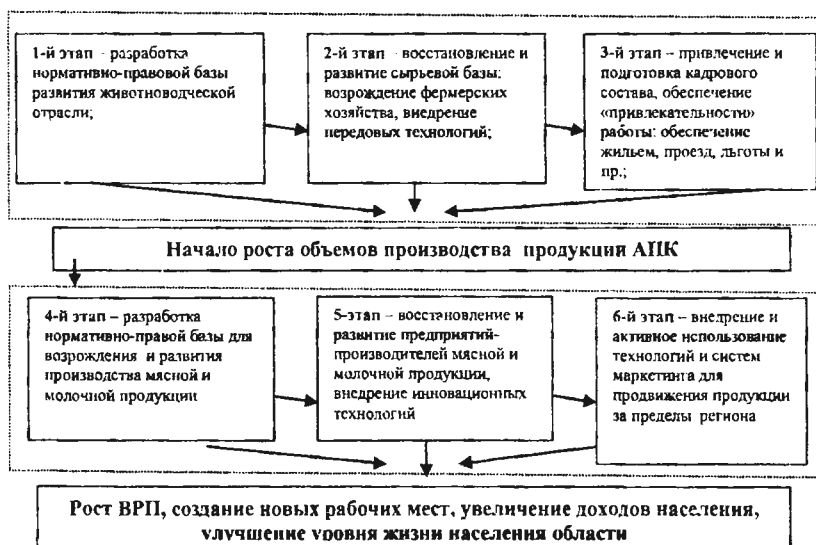 1-й этап – разработка
нормативно-правовой базы
развития животноводческой
отрасли;
2-й этап – восстановление и
развитие сырьевой базы;
возрождение фермерских
хозяйства, внедрение
передовых технологий;
3-й этап – привлечение и
подготовка кадрового
состава, обеспечение
«привлекательности»
работы: обеспечение
жильем, проезд, льготы и
пр.;
Начало роста объемов производства продукции АПК
4-й этап – разработка
нормативно-правой базы для
возрождения и развития
производства мясной и
молочной продукции
5-этап – восстановление и
развитие предприятий-
производителей мясной и
молочной продукции,
внедрение инновационных
технологий
6-й этап – внедрение и
активное использование
технологий и систем
маркетинга для
продвижения продукции
за пределы региона
Рост ВРП, создание новых рабочих мест, увеличение доходов населения,
улучшение уровня жизни населения области